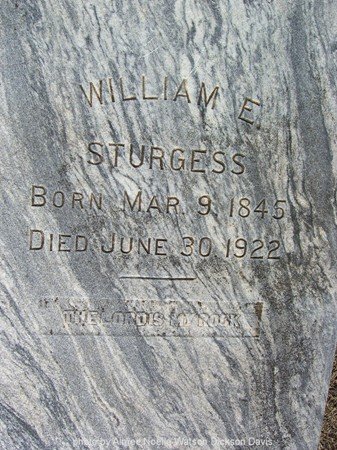 WILLIAM E.
STURGESS
BORN MAR. 9, 1845
DIED JUNE 30, 1922
THE LORD IS MY ROCK
photo by Aimee Noelle Watson Dickson Davis